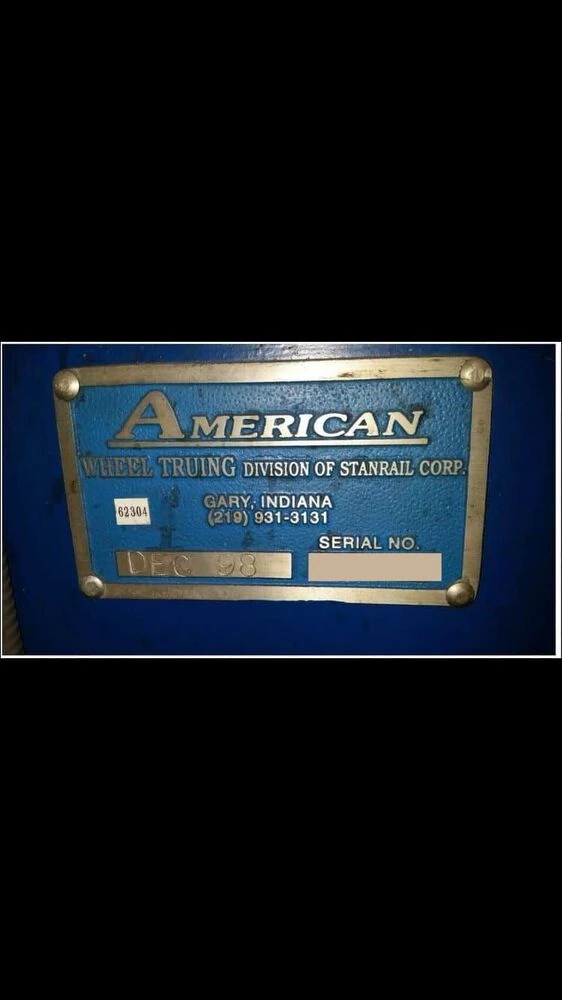 AMERICAN
WHEEL TRUING DIVISION OF STANRAIL CORP.
GARY, INDIANA
62304
(219) 931-3131
SERIAL NO.
DEC 98